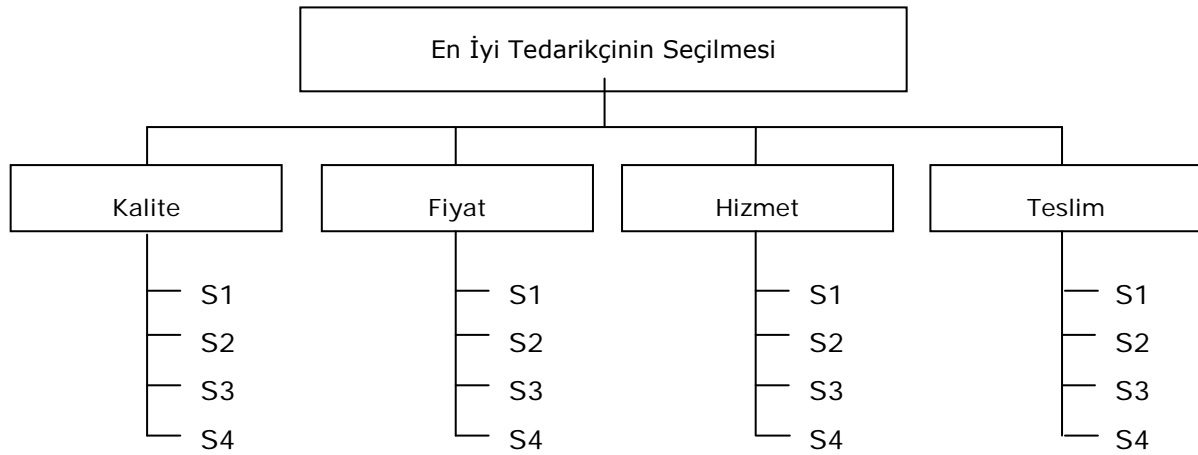 En İyi Tedarikçinin Seçilmesi
Kalite Fiyat Hizmet Teslim
S1 S1 S1 S1
S2 S2 S2 S2
S3 S3 S3 S3
S4 S4 S4 S4